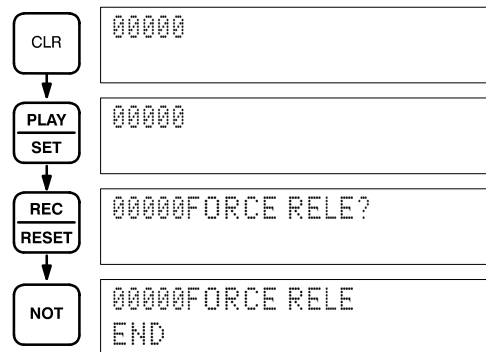 CLR
00000
PLAY
SET
00000
REC
RESET
00000FORCE RELE?
NOT
00000FORCE RELE
END